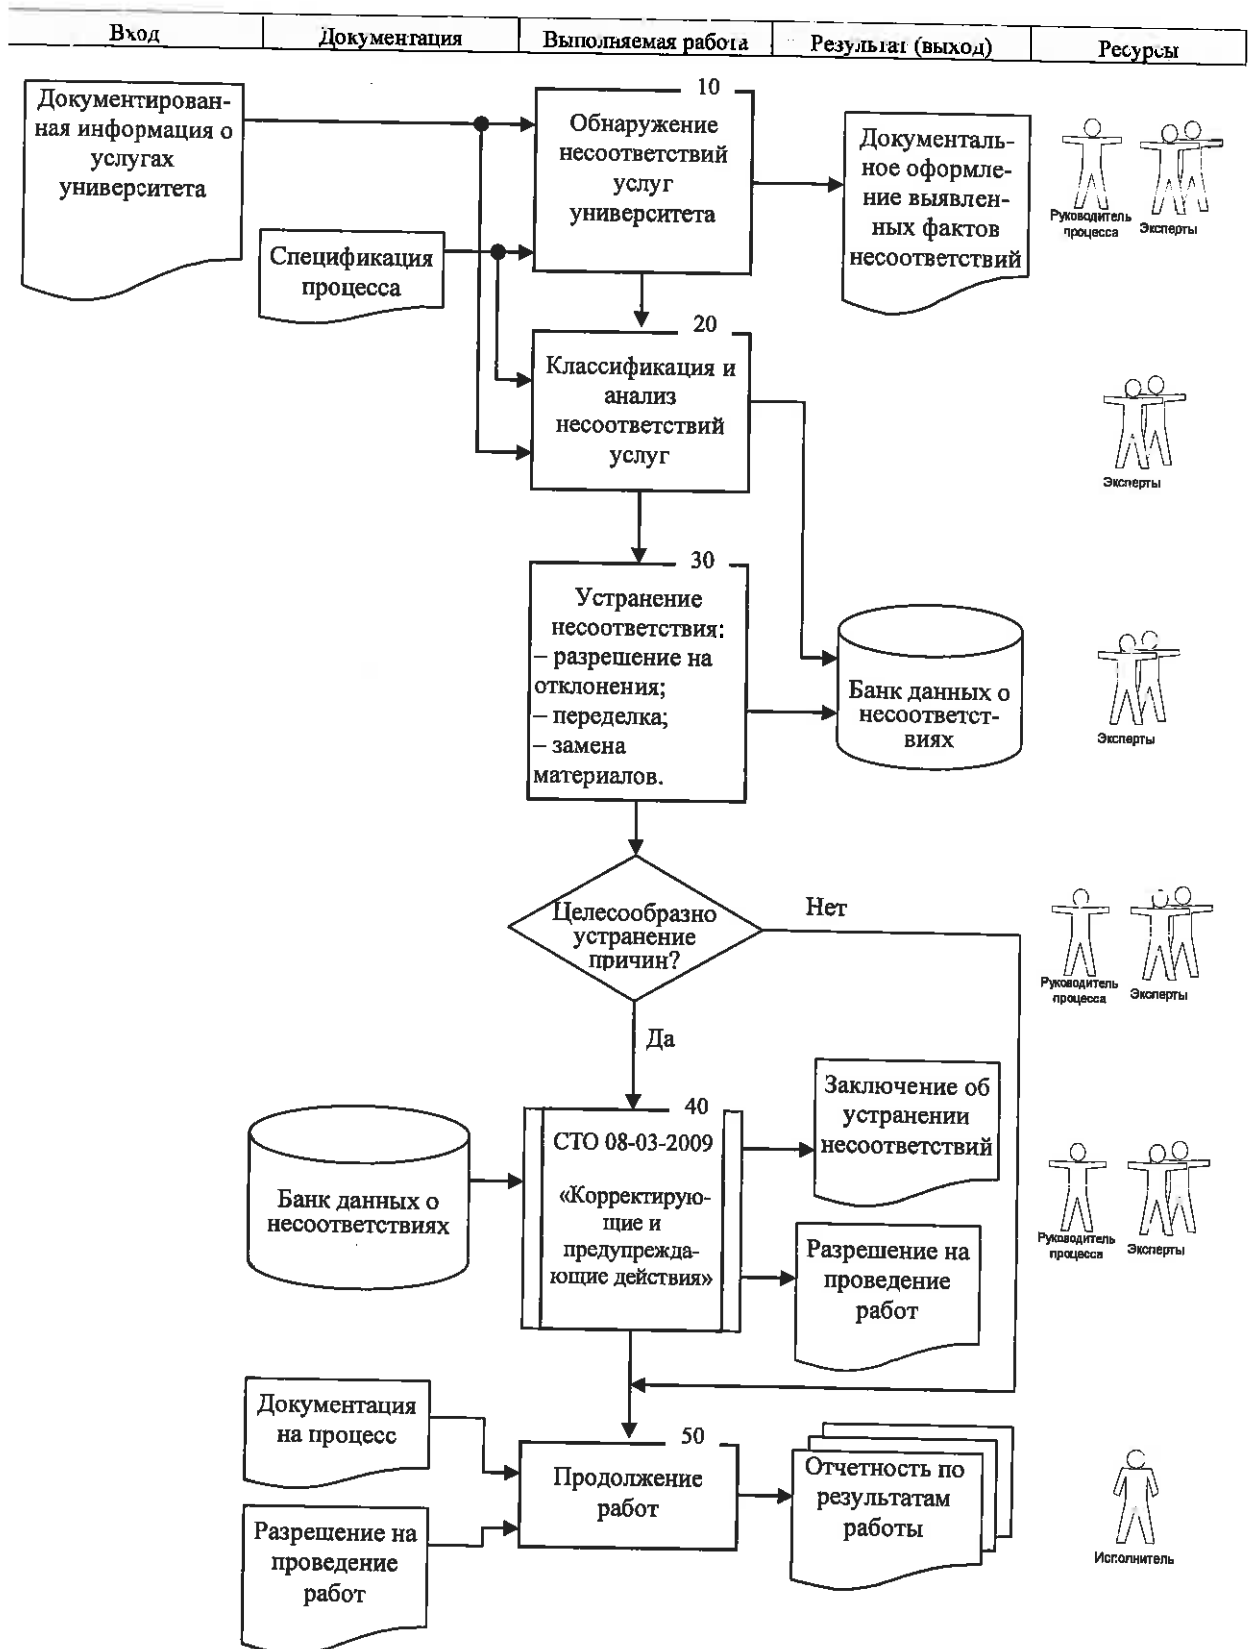 Вход
Документация
Выполняемая работа
Результат (выход)
Ресурсы
Документирован-
ная информация о
услугах
университета
10
Обнаружение
несоответствий
услуг
университета
Документаль-
ное оформле-
ние выявлен-
ных фактов
несоответствий
Руководитель
процесса
Эксперты
Спецификация
процесса
20
Классификация и
анализ
несоответствий
услуг
Эксперты
30
Устранение
несоответствия:
– разрешение на
отклонения;
– переделка;
– замена
материалов.
Банк данных о
несоответст-
виях
Эксперты
Целесообразно
устранение
причин?
Нет
Да
Руководитель
процесса
Эксперты
Банк данных о
несоответствиях
40
СТО 08-03-2009
«Корректирую-
щие и
предупрежда-
ющие действия»
Заключение об
устранении
несоответствий
Разрешение на
проведение
работ
Руководитель
процесса
Эксперты
Документация
на процесс
Разрешение на
проведение
работ
50
Продолжение
работ
Отчетность по
результатам
работы
Исполнитель